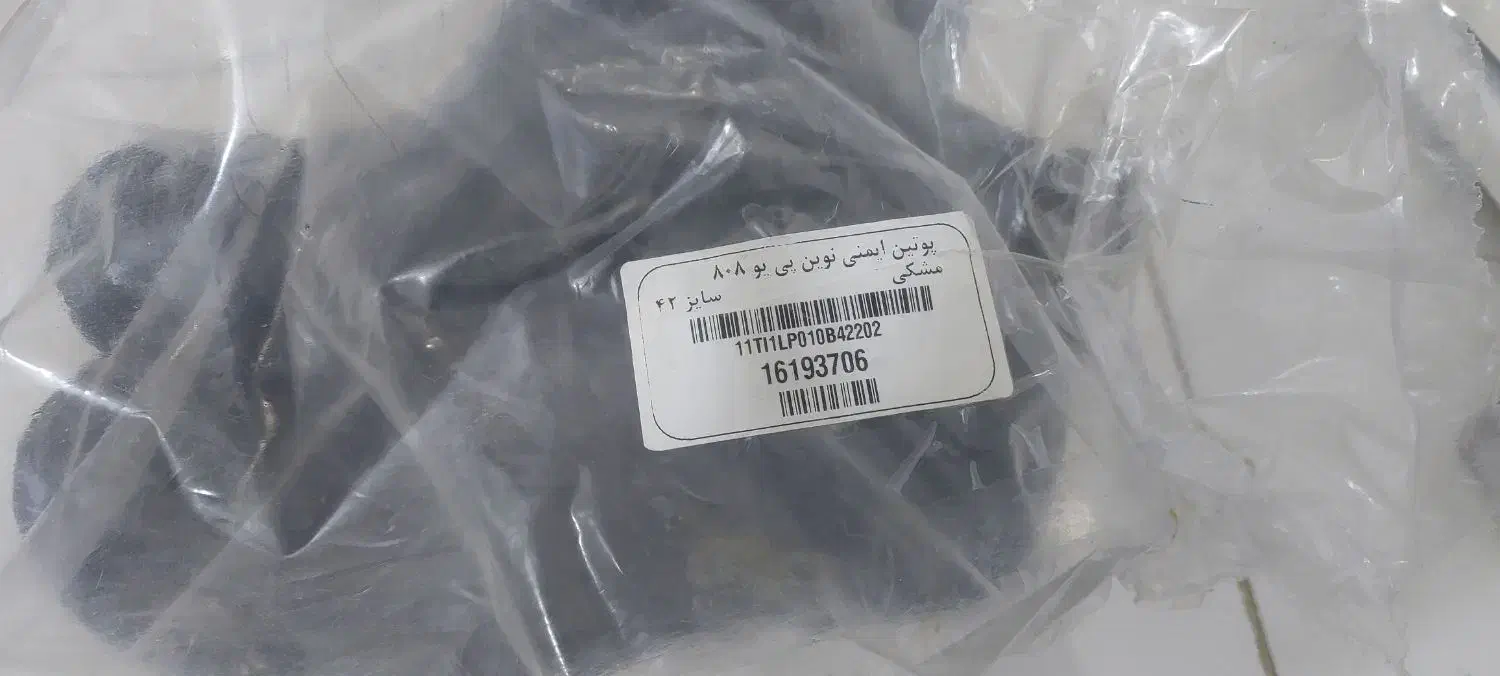 پوتین ایمنی نوین پی یو ۸۰۸
مشکی
سایز ۴۲
11TI1LP010B42202
16193706